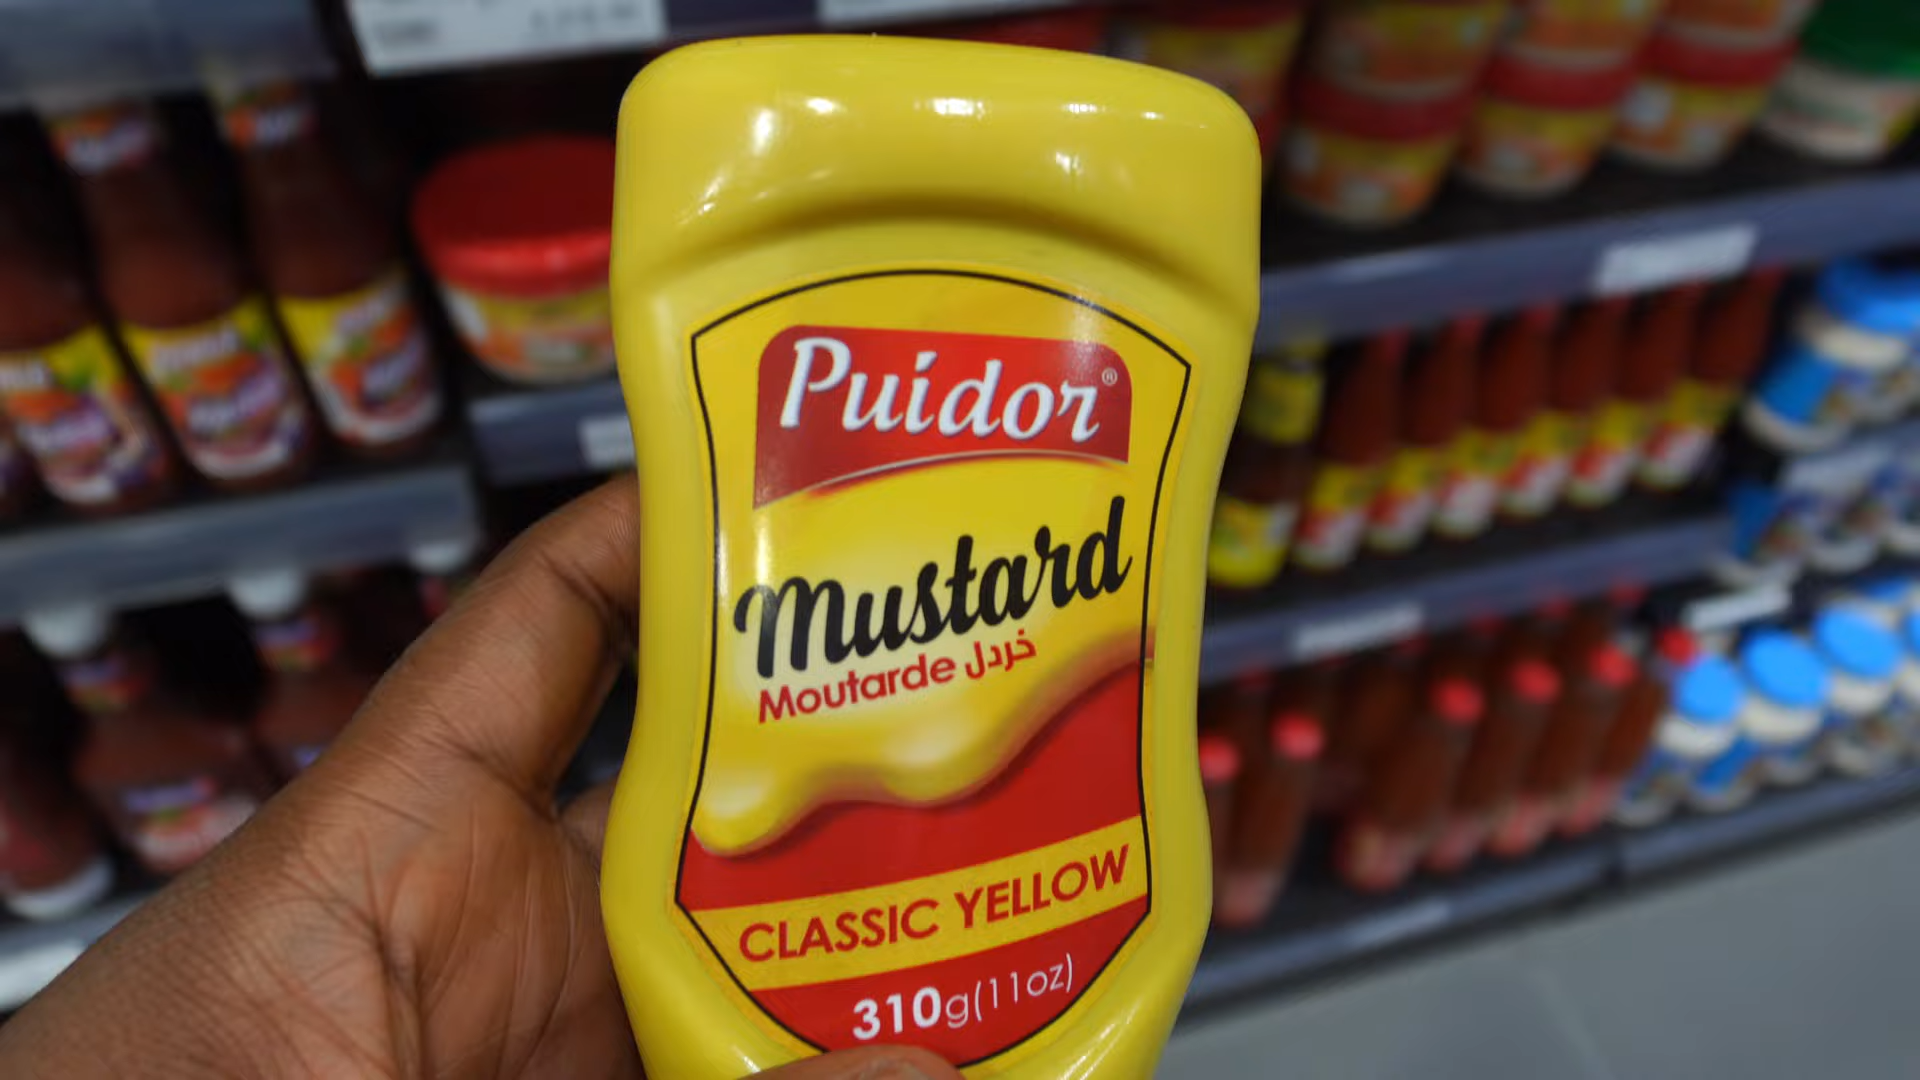 Puidor®
Mustard
Moutarde خردل
CLASSIC YELLOW
310g(11oz)